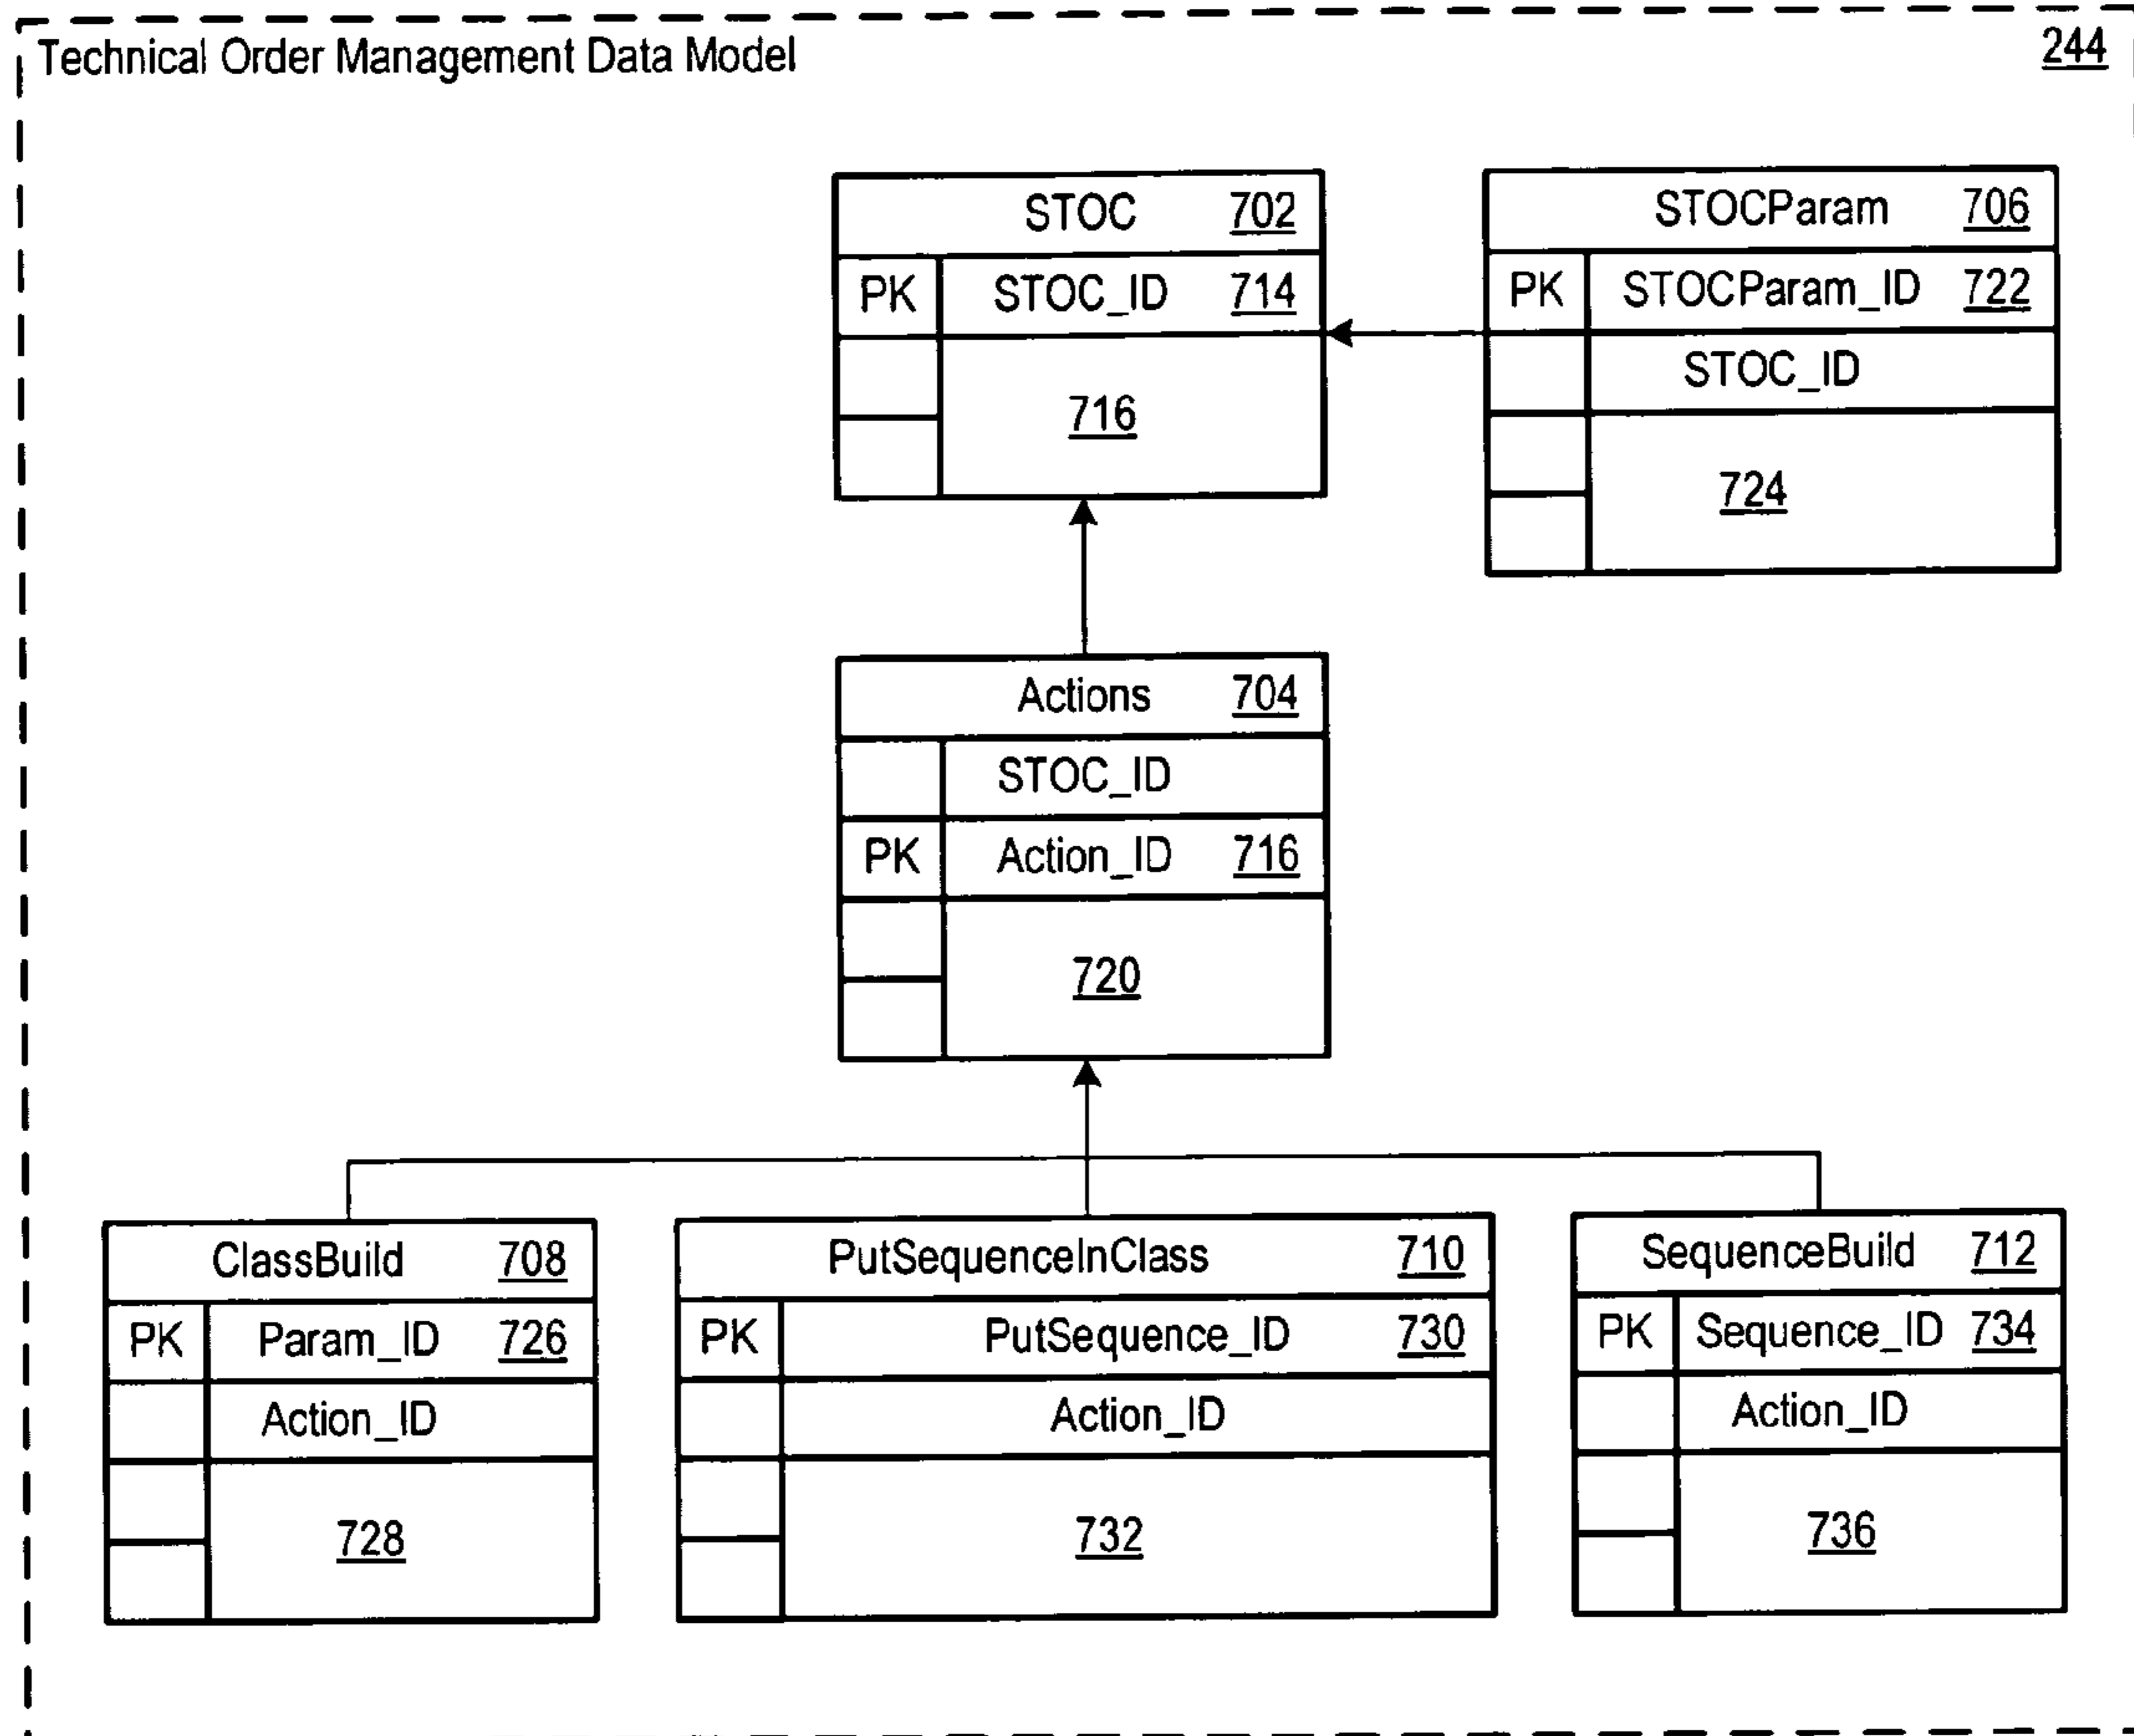 Technical Order Management Data Model 244
STOC 702
PK STOC_ID 714
716
STOCParam 706
PK STOCParam_ID 722
STOC_ID
724
Actions 704
STOC_ID
PK Action_ID 716
720
ClassBuild 708
PK Param_ID 726
Action_ID
728
PutSequenceInClass 710
PK PutSequence_ID 730
Action_ID
732
SequenceBuild 712
PK Sequence_ID 734
Action_ID
736